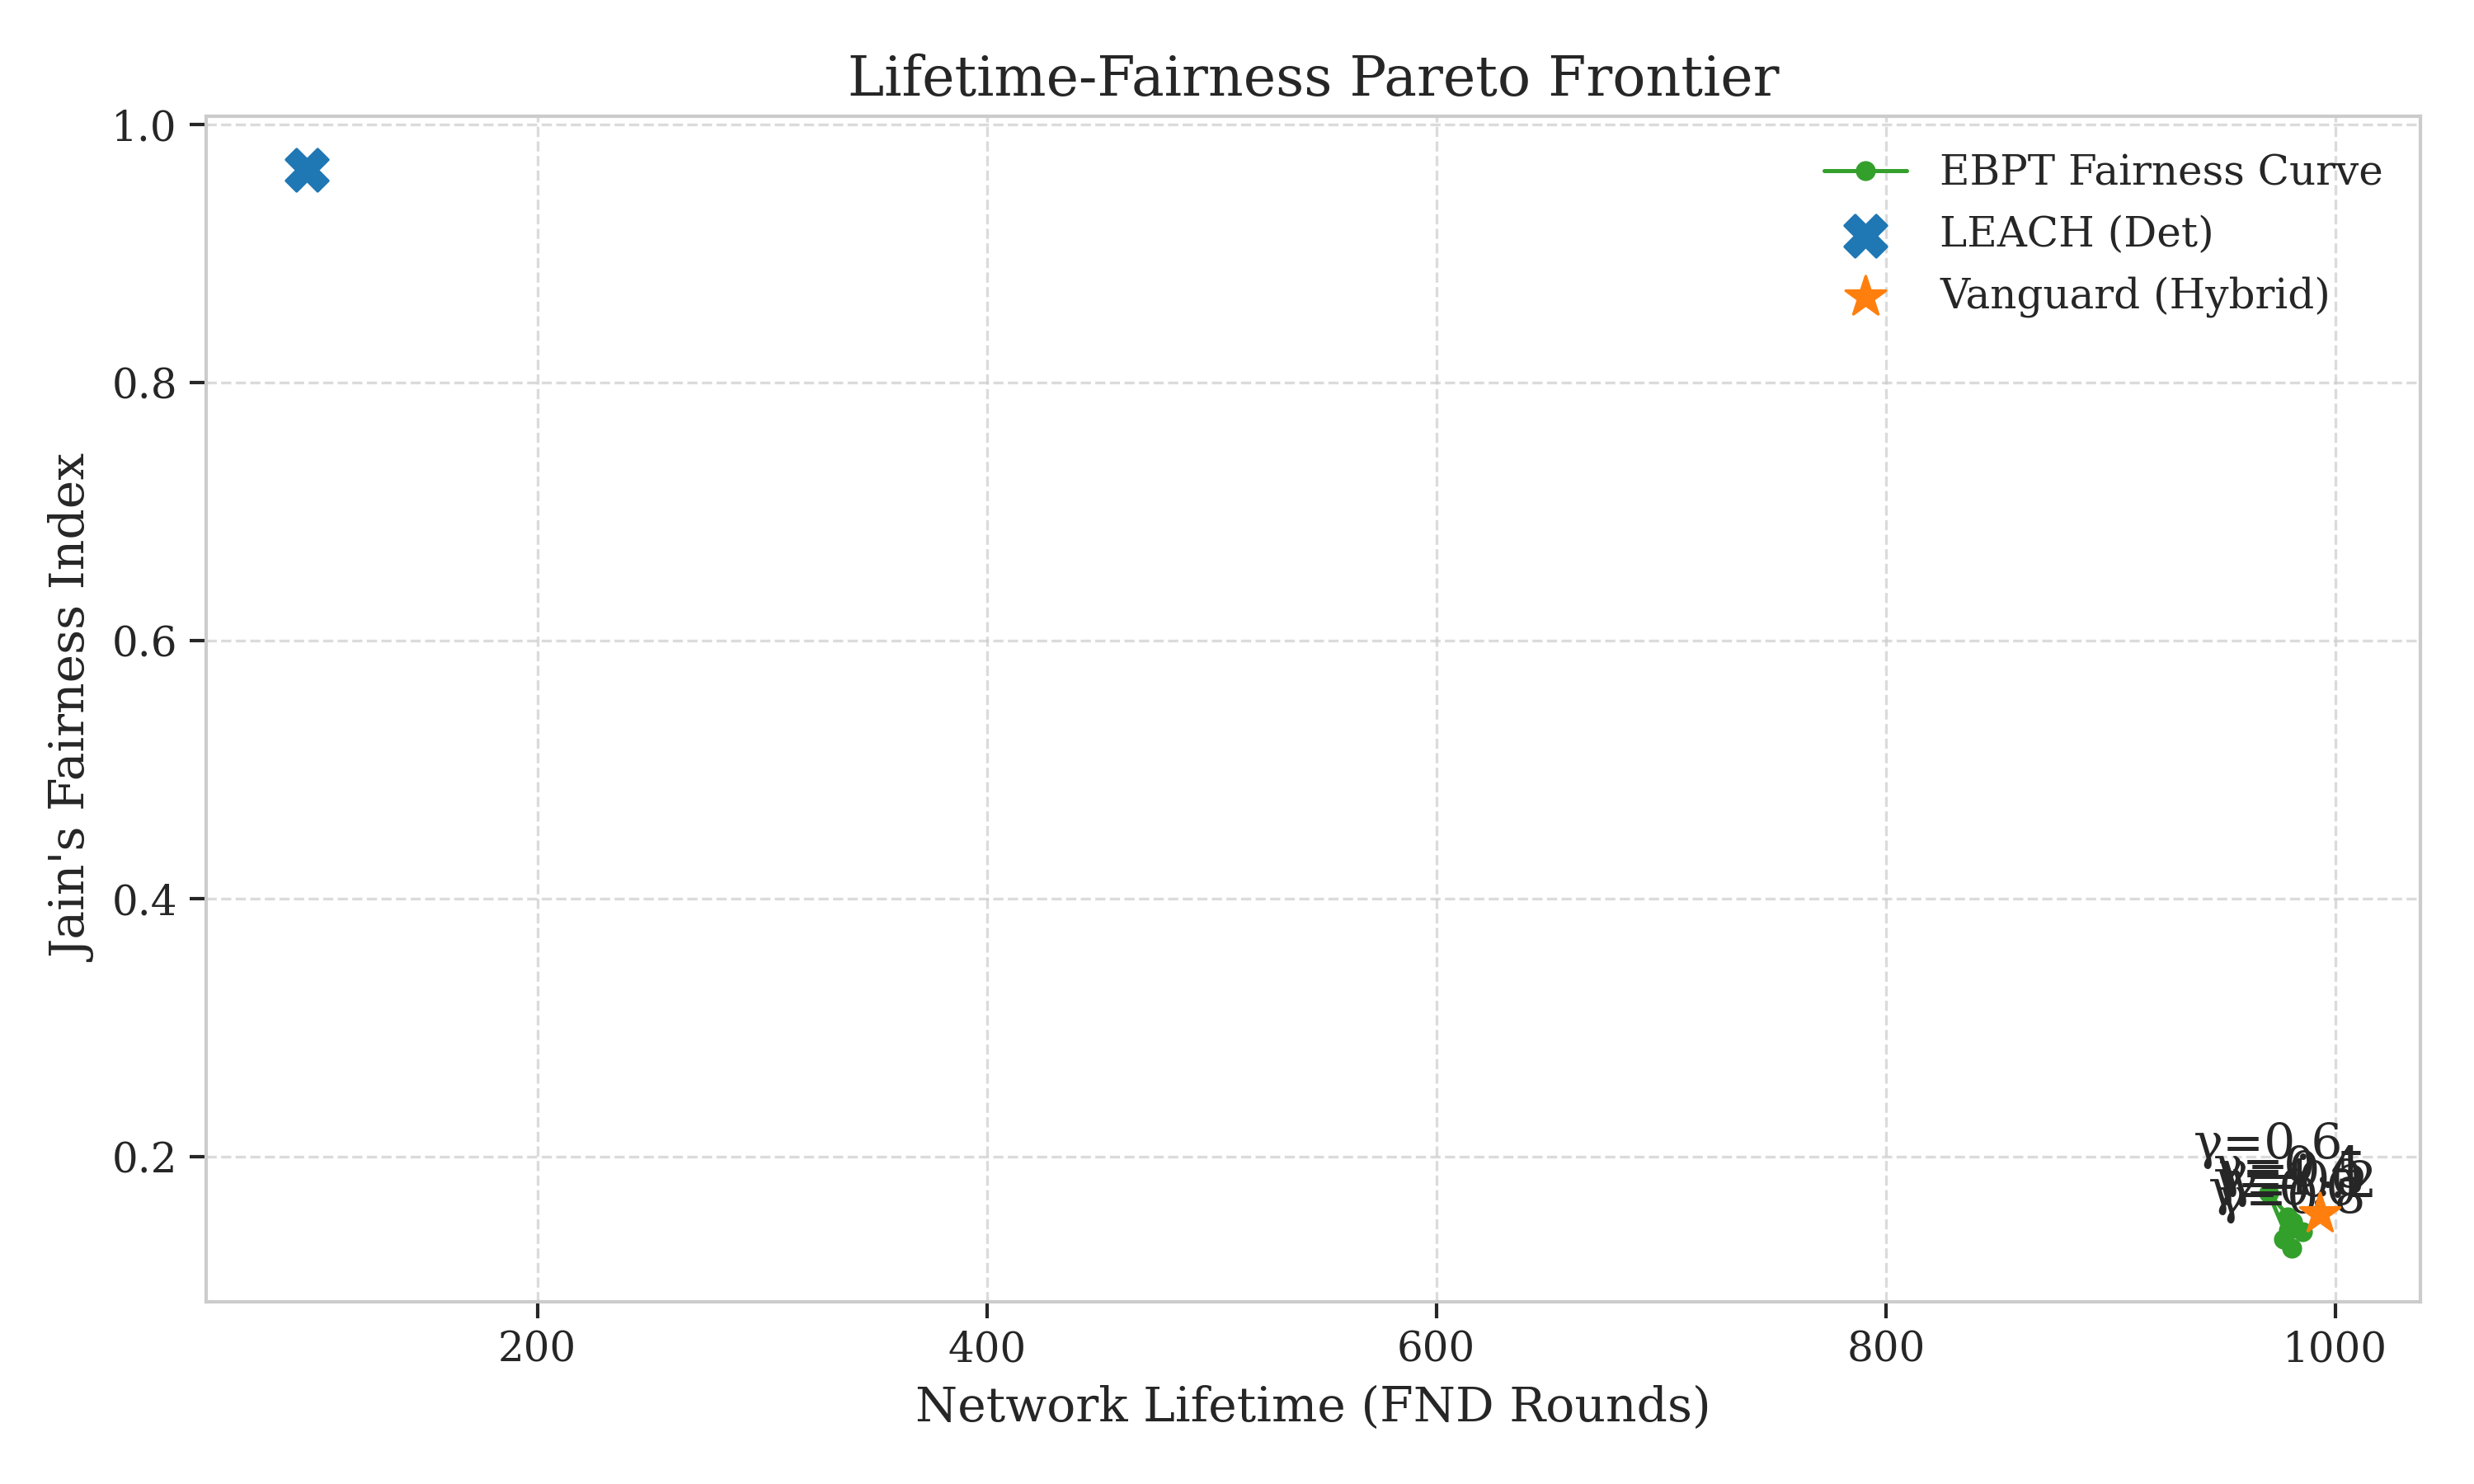 Lifetime-Fairness Pareto Frontier
1.0
0.8
0.6
0.4
0.2
Jain's Fairness Index
EBPT Fairness Curve
LEACH (Det)
Vanguard (Hybrid)
γ=0.6
200
400
600
800
1000
Network Lifetime (FND Rounds)